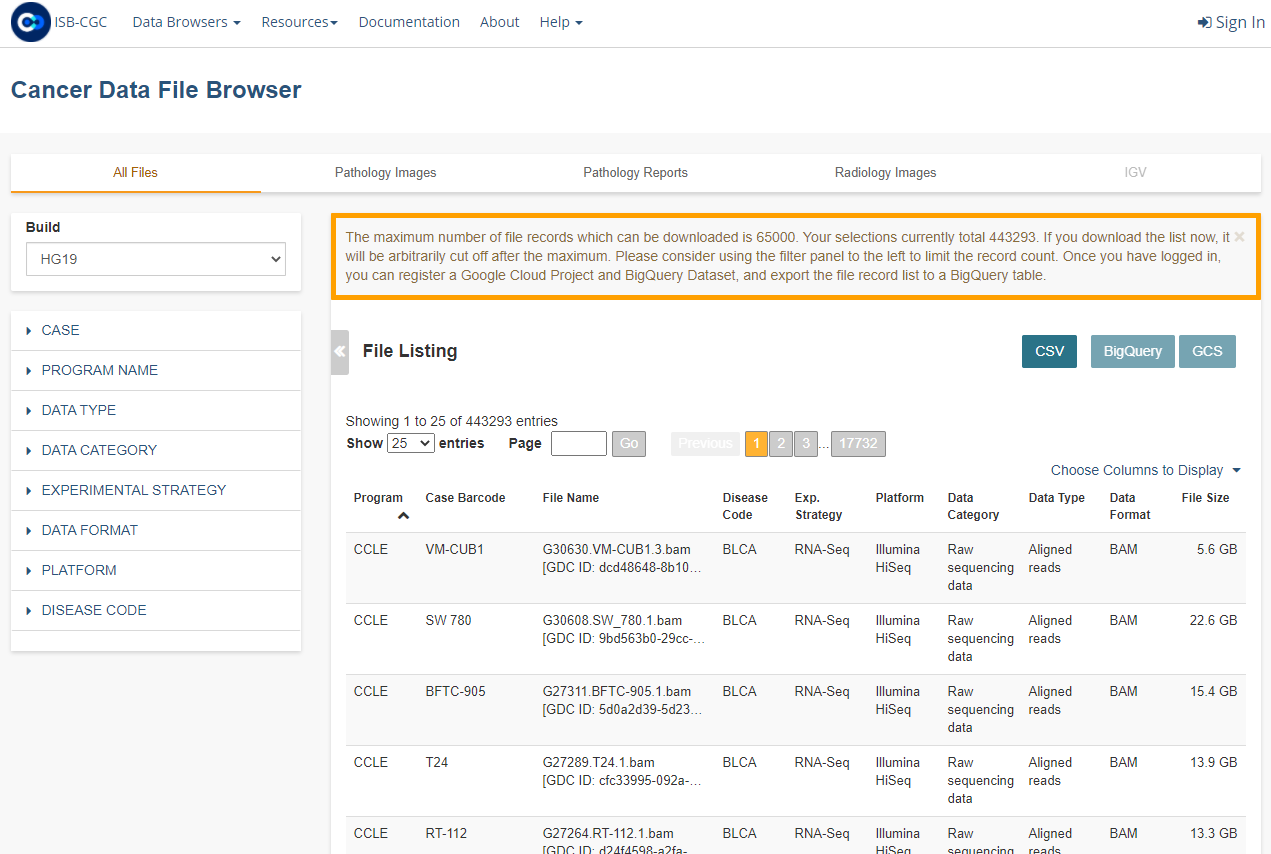 ISB-CGC Data Browsers Resources Documentation About Help Sign In
Cancer Data File Browser
All Files Pathology Images Pathology Reports Radiology Images IGV
Build
HG19
CASE
PROGRAM NAME
DATA TYPE
DATA CATEGORY
EXPERIMENTAL STRATEGY
DATA FORMAT
PLATFORM
DISEASE CODE
The maximum number of file records which can be downloaded is 65000. Your selections currently total 443293. If you download the list now, it
will be arbitrarily cut off after the maximum. Please consider using the filter panel to the left to limit the record count. Once you have logged in,
you can register a Google Cloud Project and BigQuery Dataset, and export the file record list to a BigQuery table.
File Listing CSV BigQuery GCS
Showing 1 to 25 of 443293 entries
Show 25 entries Page Go Previous 1 2 3 ... 17732
Choose Columns to Display
Program Case Barcode File Name Disease Exp. Platform Data Data Type Data File Size
Code Strategy Category Format
CCLE VM-CUB1 G30630.VM-CUB1.3.bam BLCA RNA-Seq Illumina Raw Aligned BAM 5.6 GB
[GDC ID: dcd48648-8b10... HiSeq sequencing reads
data
CCLE SW 780 G30608.SW_780.1.bam BLCA RNA-Seq Illumina Raw Aligned BAM 22.6 GB
[GDC ID: 9bd563b0-29cc-... HiSeq sequencing reads
data
CCLE BFTC-905 G27311.BFTC-905.1.bam BLCA RNA-Seq Illumina Raw Aligned BAM 15.4 GB
[GDC ID: 5d0a2d39-5d23... HiSeq sequencing reads
data
CCLE T24 G27289.T24.1.bam BLCA RNA-Seq Illumina Raw Aligned BAM 13.9 GB
[GDC ID: cfc33995-092a-... HiSeq sequencing reads
data
CCLE RT-112 G27264.RT-112.1.bam BLCA RNA-Seq Illumina Raw Aligned BAM 13.3 GB
[GDC ID: d24f4598-a2fa- HiSeq sequencing reads